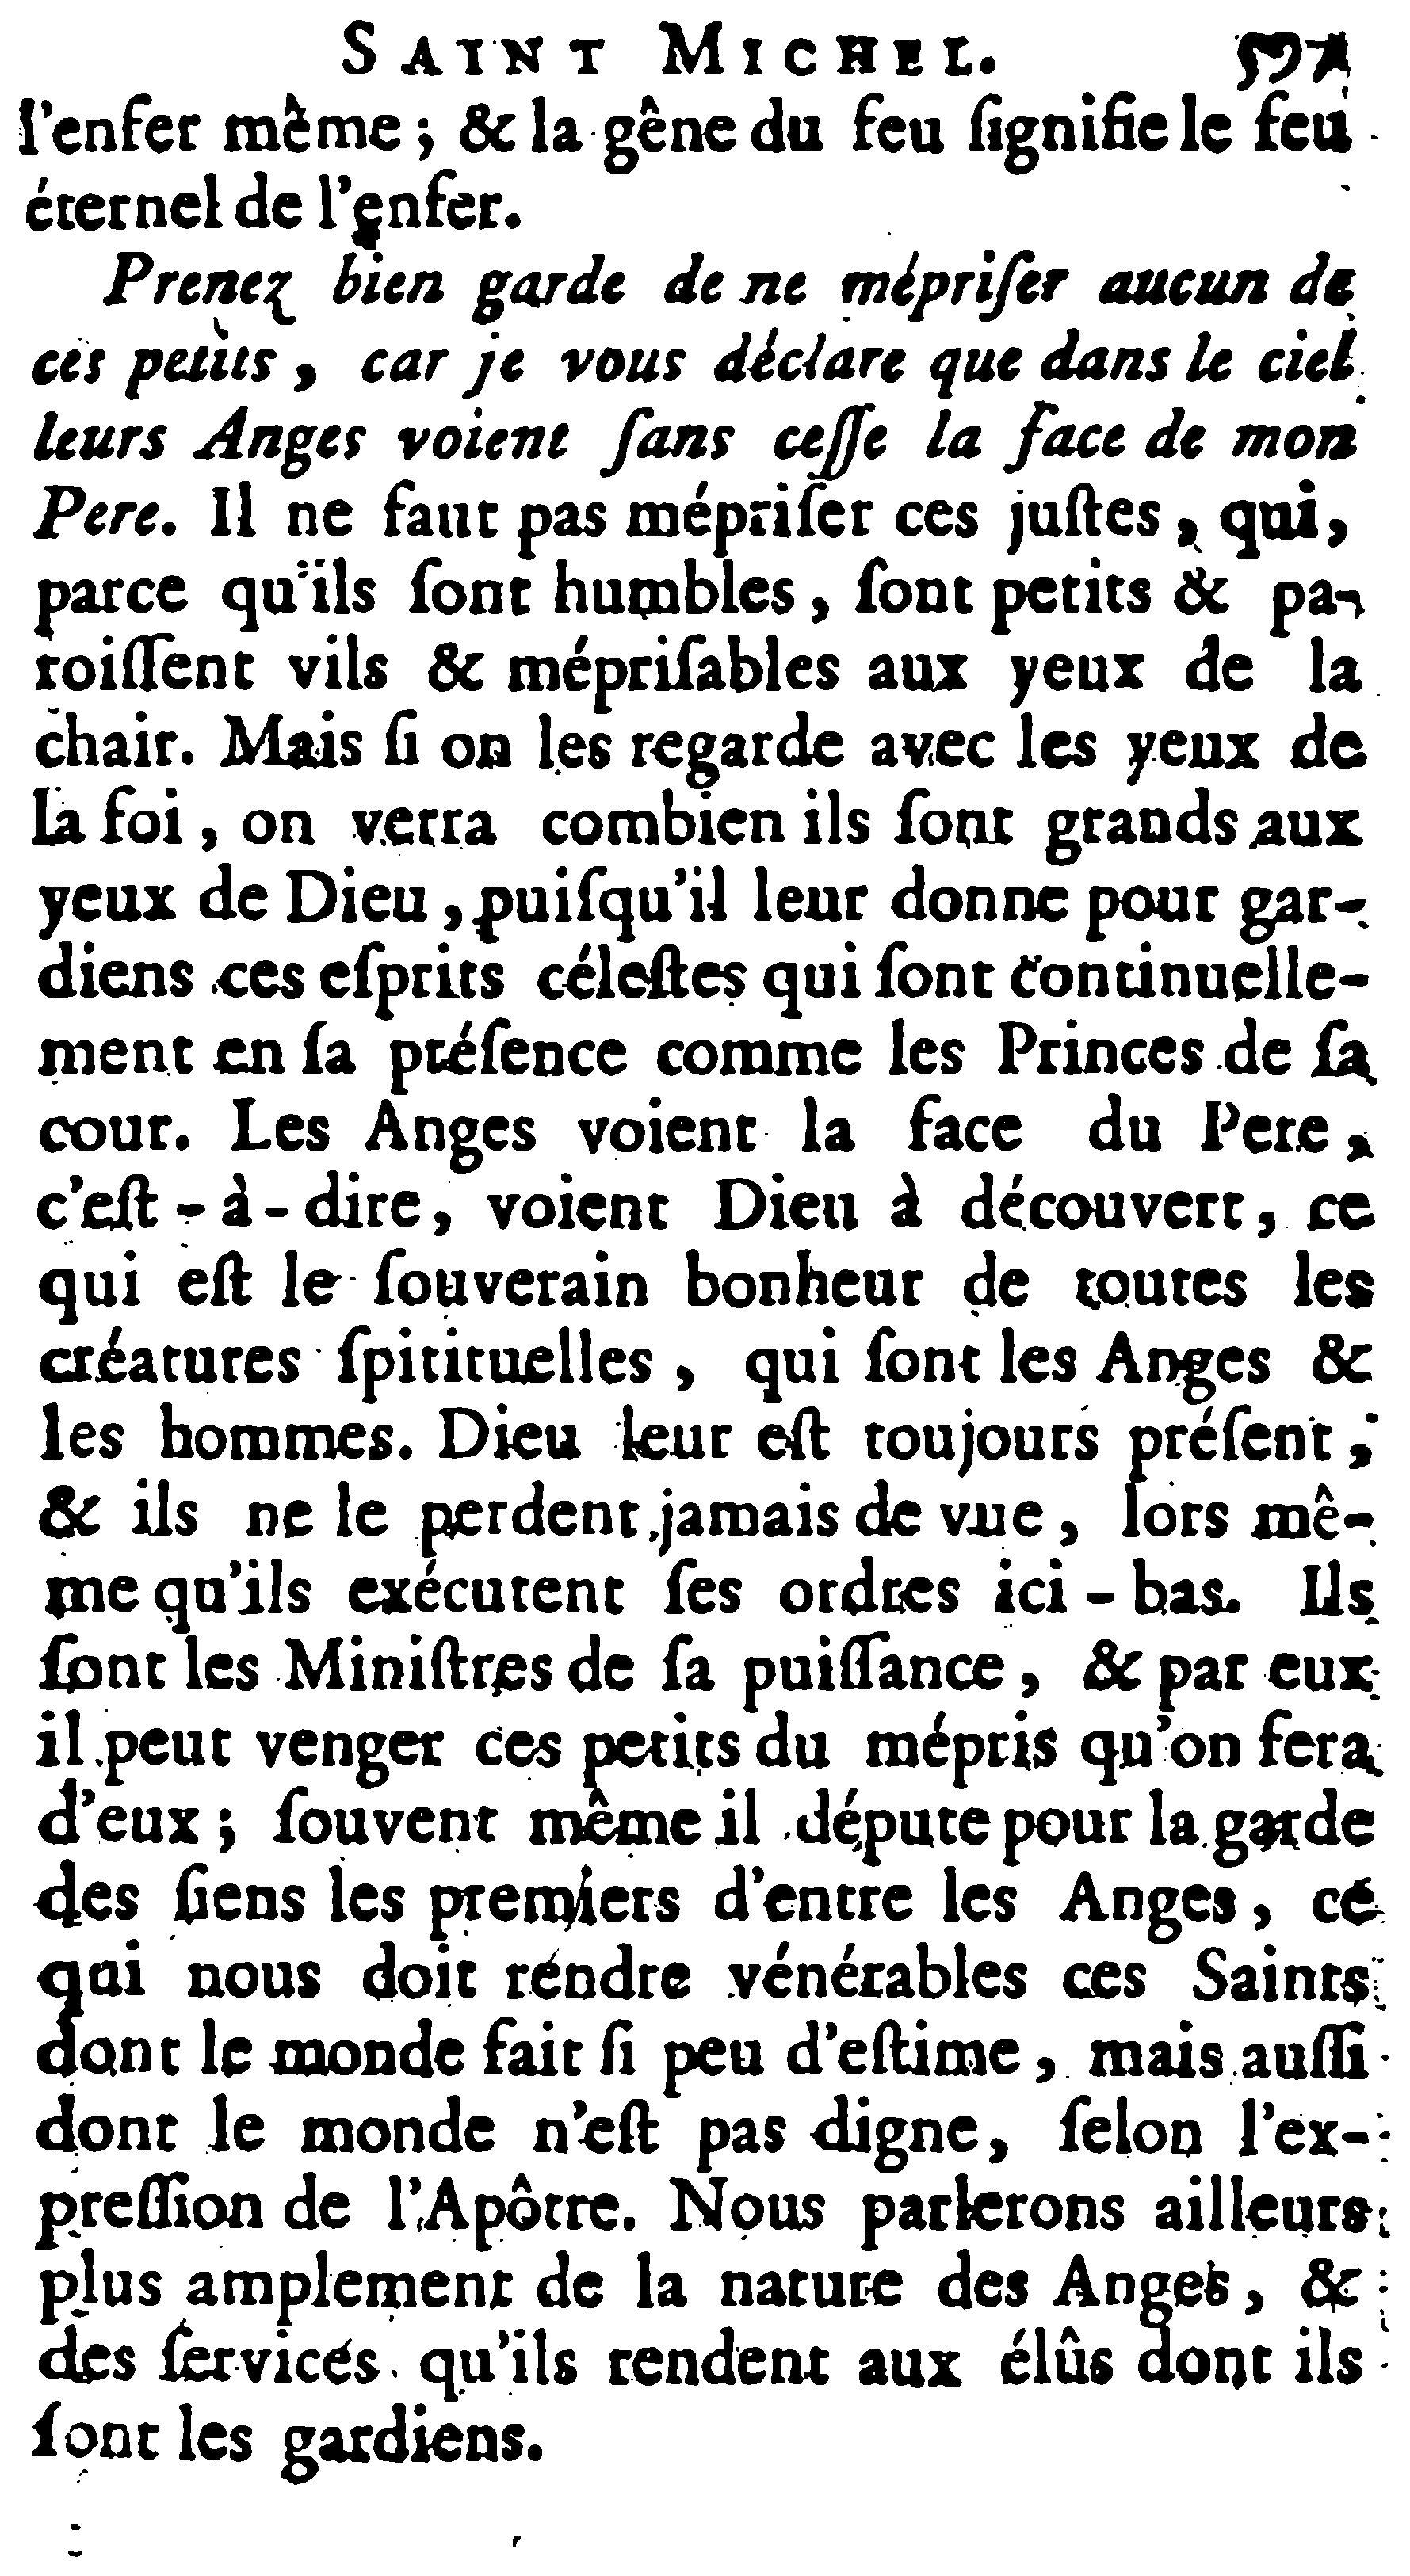 SAINT MICHEL. 597
l'enfer même ; & la gêne du feu ſignifie le feu
éternel de l'enfer.
Prenez bien garde de ne mépriſer aucun de
ces petits, car je vous déclare que dans le ciel
leurs Anges voient ſans ceſſe la face de mon
Pere. Il ne faut pas mépriſer ces juſtes, qui,
parce qu'ils ſont humbles, ſont petits & pa-
roiſſent vils & mépriſables aux yeux de la
chair. Mais ſi on les regarde avec les yeux de
la foi, on verra combien ils ſont grands aux
yeux de Dieu, puiſqu'il leur donne pour gar-
diens ces eſprits céleſtes qui ſont continuelle-
ment en ſa préſence comme les Princes de ſa
cour. Les Anges voient la face du Pere,
c'eſt-à-dire, voient Dieu à découvert, ce
qui eſt le ſouverain bonheur de toutes les
créatures ſpirituelles, qui ſont les Anges &
les hommes. Dieu leur eſt toujours préſent,
& ils ne le perdent jamais de vue, lors mê-
me qu'ils exécutent ſes ordres ici-bas. Ils
ſont les Miniſtres de ſa puiſſance, & par eux
il peut venger ces petits du mépris qu'on fera
d'eux ; ſouvent même il députe pour la garde
des ſiens les premiers d'entre les Anges, ce
qui nous doit rendre vénérables ces Saints
dont le monde fait ſi peu d'eſtime, mais auſſi
dont le monde n'eſt pas digne, ſelon l'ex-
preſſion de l'Apôtre. Nous parlerons ailleurs
plus amplement de la nature des Anges, &
des ſervices qu'ils rendent aux élûs dont ils
ſont les gardiens.